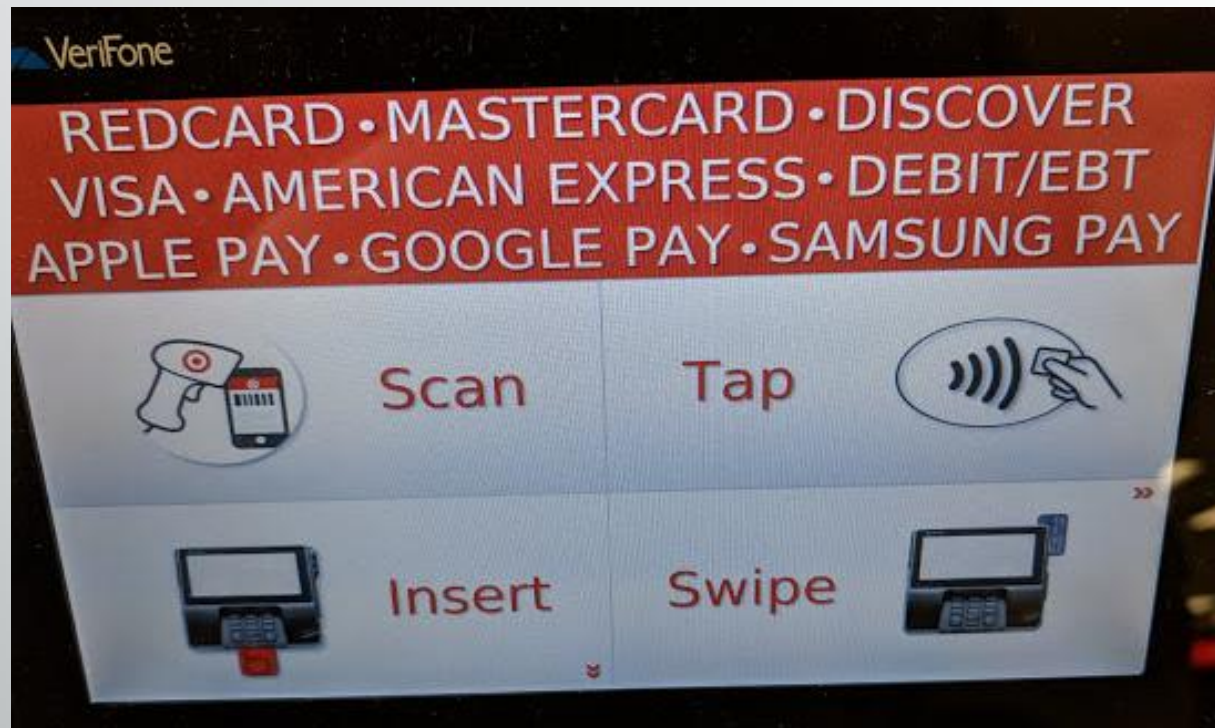 VeriFone
REDCARD • MASTERCARD • DISCOVER
VISA • AMERICAN EXPRESS • DEBIT/EBT
APPLE PAY • GOOGLE PAY • SAMSUNG PAY
Scan
Tap
Insert
Swipe